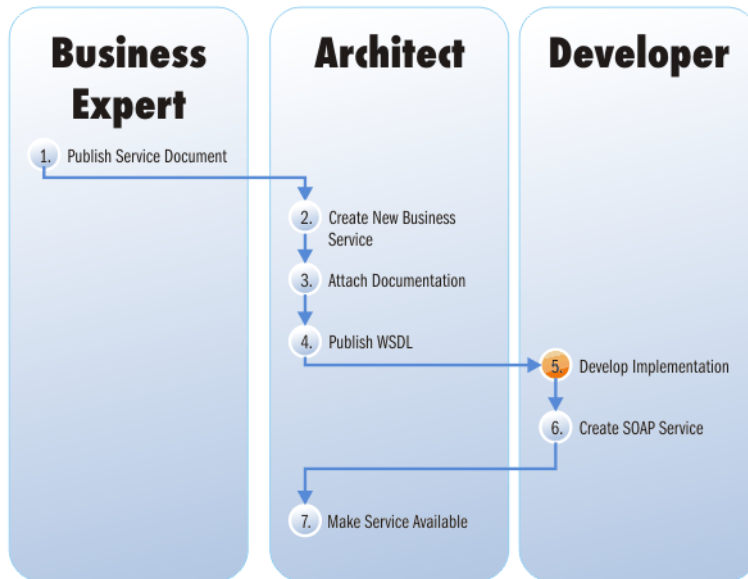 Business
Expert
Architect
Developer
1. Publish Service Document
2. Create New Business
Service
3. Attach Documentation
4. Publish WSDL
5. Develop Implementation
6. Create SOAP Service
7. Make Service Available